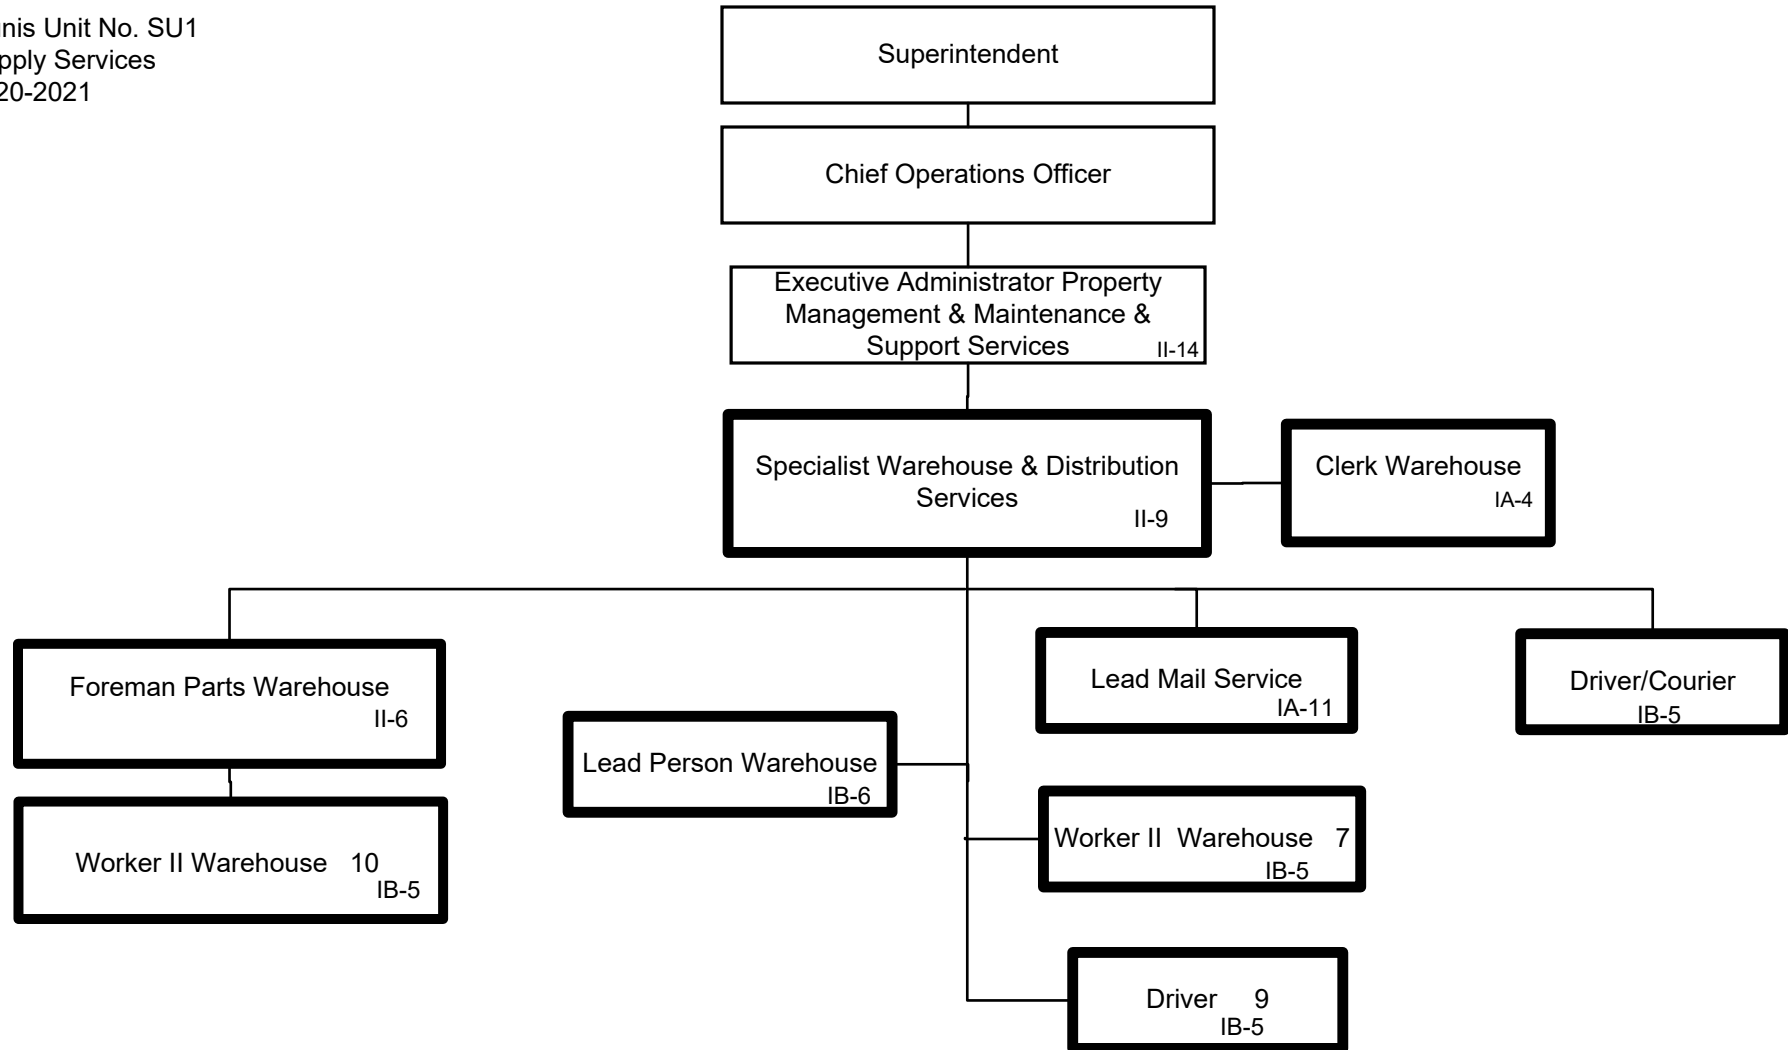 nis Unit No. SU1
pply Services
20-2021
Superintendent
Chief Operations Officer
Executive Administrator Property
Management & Maintenance &
Support Services II-14
Specialist Warehouse & Distribution
Services
II-9
Clerk Warehouse
IA-4
Foreman Parts Warehouse
II-6
Lead Mail Service
IA-11
Driver/Courier
IB-5
Lead Person Warehouse
IB-6
Worker II Warehouse 10
IB-5
Worker II Warehouse 7
IB-5
Driver 9
IB-5